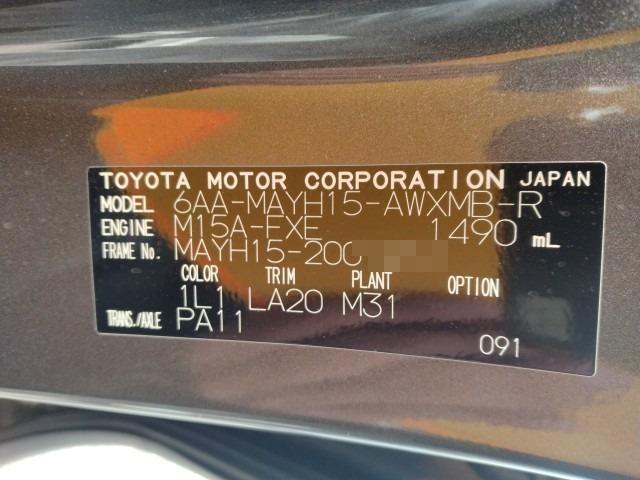 TOYOTA MOTOR CORPORATION JAPAN
MODEL 6AA-MAYH15-AWXMB-R
ENGINE M15A-FXE 1490 mL
FRAME No. MAYH15-200
COLOR TRIM PLANT OPTION
1L1 LA20 M31
TRANS./AXLE PA11
091